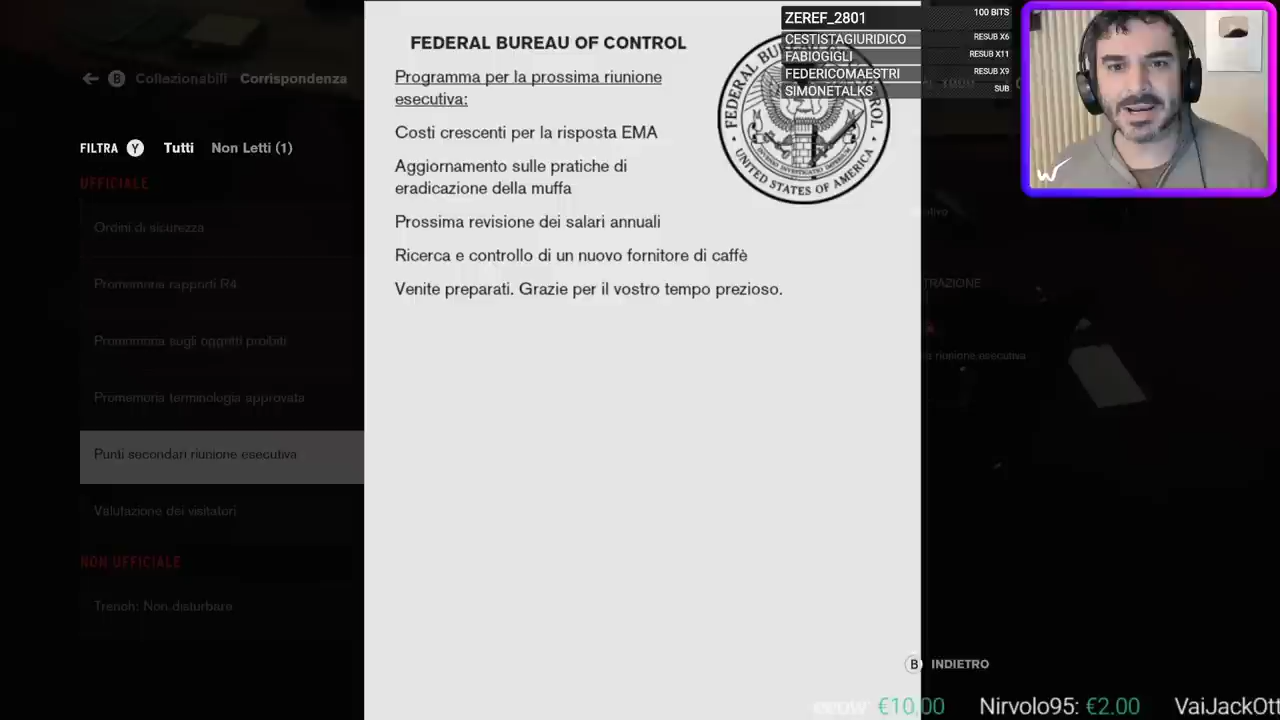 ZEREF_2801 100 BITS
CESTISTAGIURIDICO RESUB X6
FABIOGIGLI RESUB X11
FEDERICOMAESTRI RESUB X9
SIMONETALKS SUB
B Collezionabili Corrispondenza
FILTRA Y Tutti Non Letti (1)
UFFICIALE
Ordini di sicurezza
Promemoria rapporti R4
Promemoria sugli oggetti proibiti
Promemoria terminologia approvata
Punti secondari riunione esecutiva
Valutazione dei visitatori
NON UFFICIALE
Trench: Non disturbare
FEDERAL BUREAU OF CONTROL
Programma per la prossima riunione
esecutiva:
Costi crescenti per la risposta EMA
Aggiornamento sulle pratiche di
eradicazione della muffa
Prossima revisione dei salari annuali
Ricerca e controllo di un nuovo fornitore di caffè
Venite preparati. Grazie per il vostro tempo prezioso.
UNITED STATES OF AMERICA
TRAZIONE
riunione esecutiva
B INDIETRO
€10,00 Nirvolo95: €2.00 VaiJackOtt